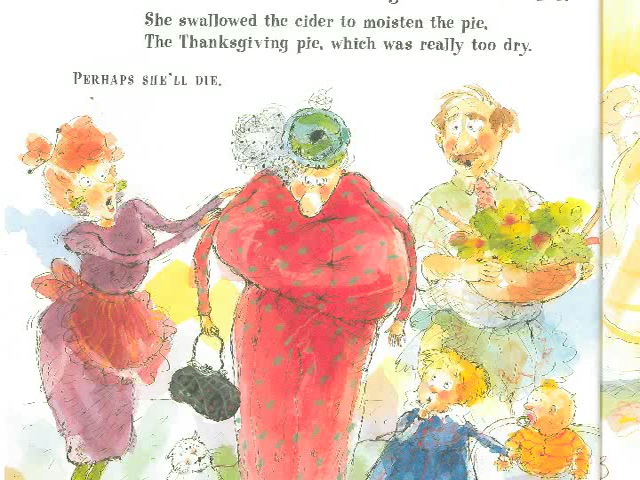 She swallowed the cider to moisten the pie,
The Thanksgiving pie, which was really too dry.
PERHAPS SHE'LL DIE.